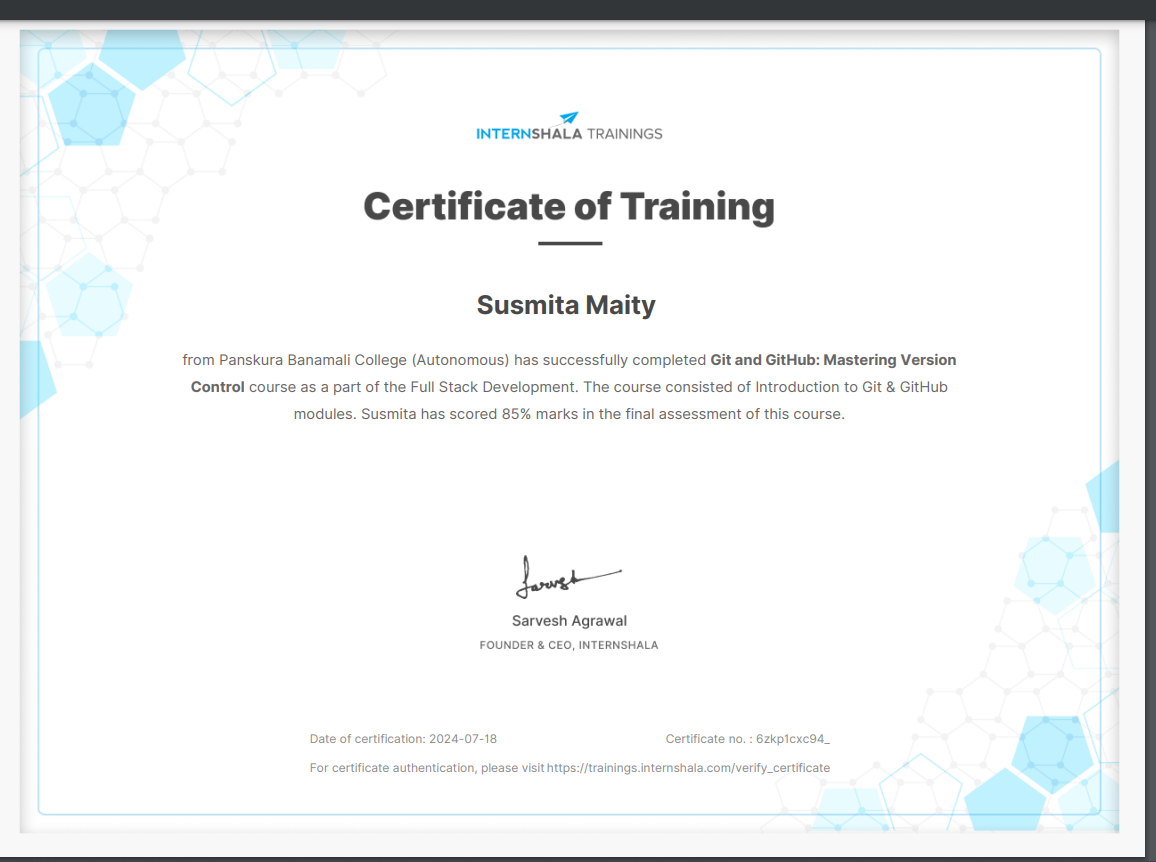 INTERNSHALA TRAININGS
Certificate of Training
Susmita Maity
from Panskura Banamali College (Autonomous) has successfully completed Git and GitHub: Mastering Version
Control course as a part of the Full Stack Development. The course consisted of Introduction to Git & GitHub
modules. Susmita has scored 85% marks in the final assessment of this course.
Sarvesh Agrawal
FOUNDER & CEO, INTERNSHALA
Date of certification: 2024-07-18 Certificate no. : 6zkp1cxc94_
For certificate authentication, please visit https://trainings.internshala.com/verify_certificate